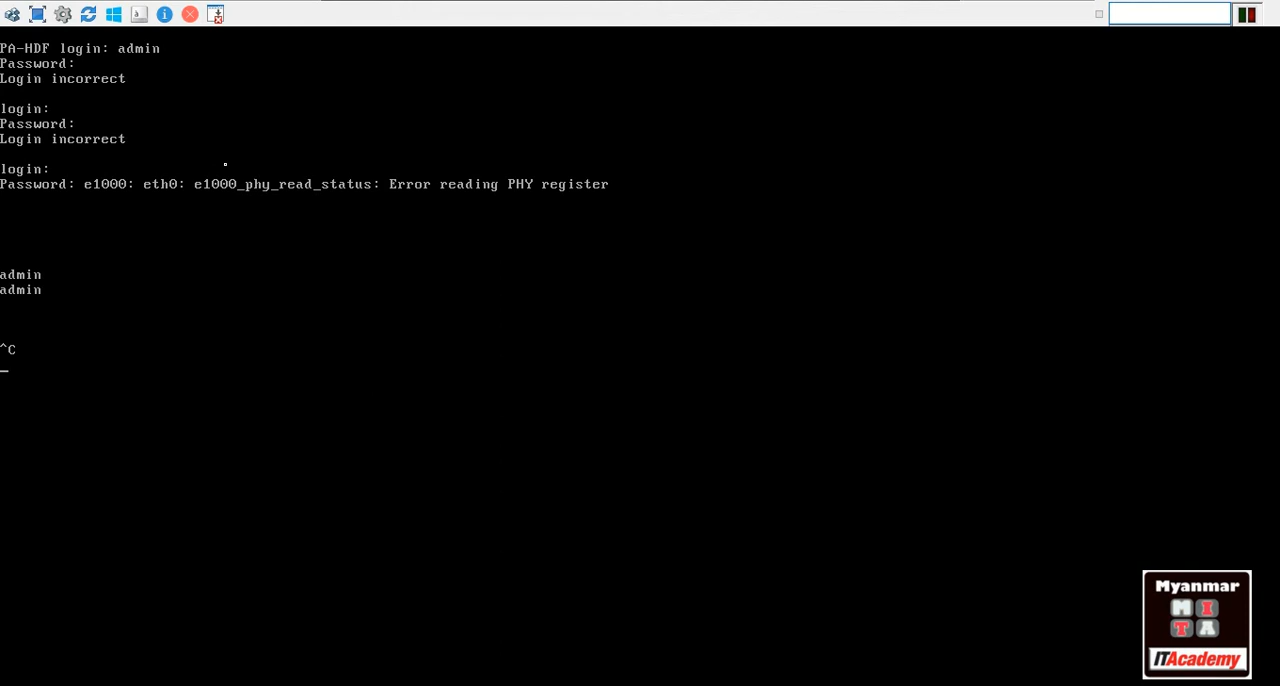 PA-HDF login: admin
Password:
Login incorrect
login:
Password:
Login incorrect
login:
Password: e1000: eth0: e1000_phy_read_status: Error reading PHY register
admin
admin
^C
_
Myanmar
M I
T A
ITAcademy